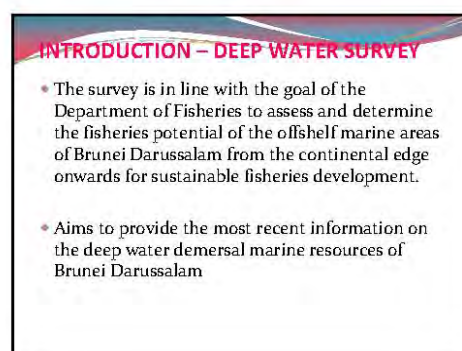 INTRODUCTION – DEEP WATER SURVEY
The survey is in line with the goal of the
Department of Fisheries to assess and determine
the fisheries potential of the offshelf marine areas
of Brunei Darussalam from the continental edge
onwards for sustainable fisheries development.
Aims to provide the most recent information on
the deep water demersal marine resources of
Brunei Darussalam